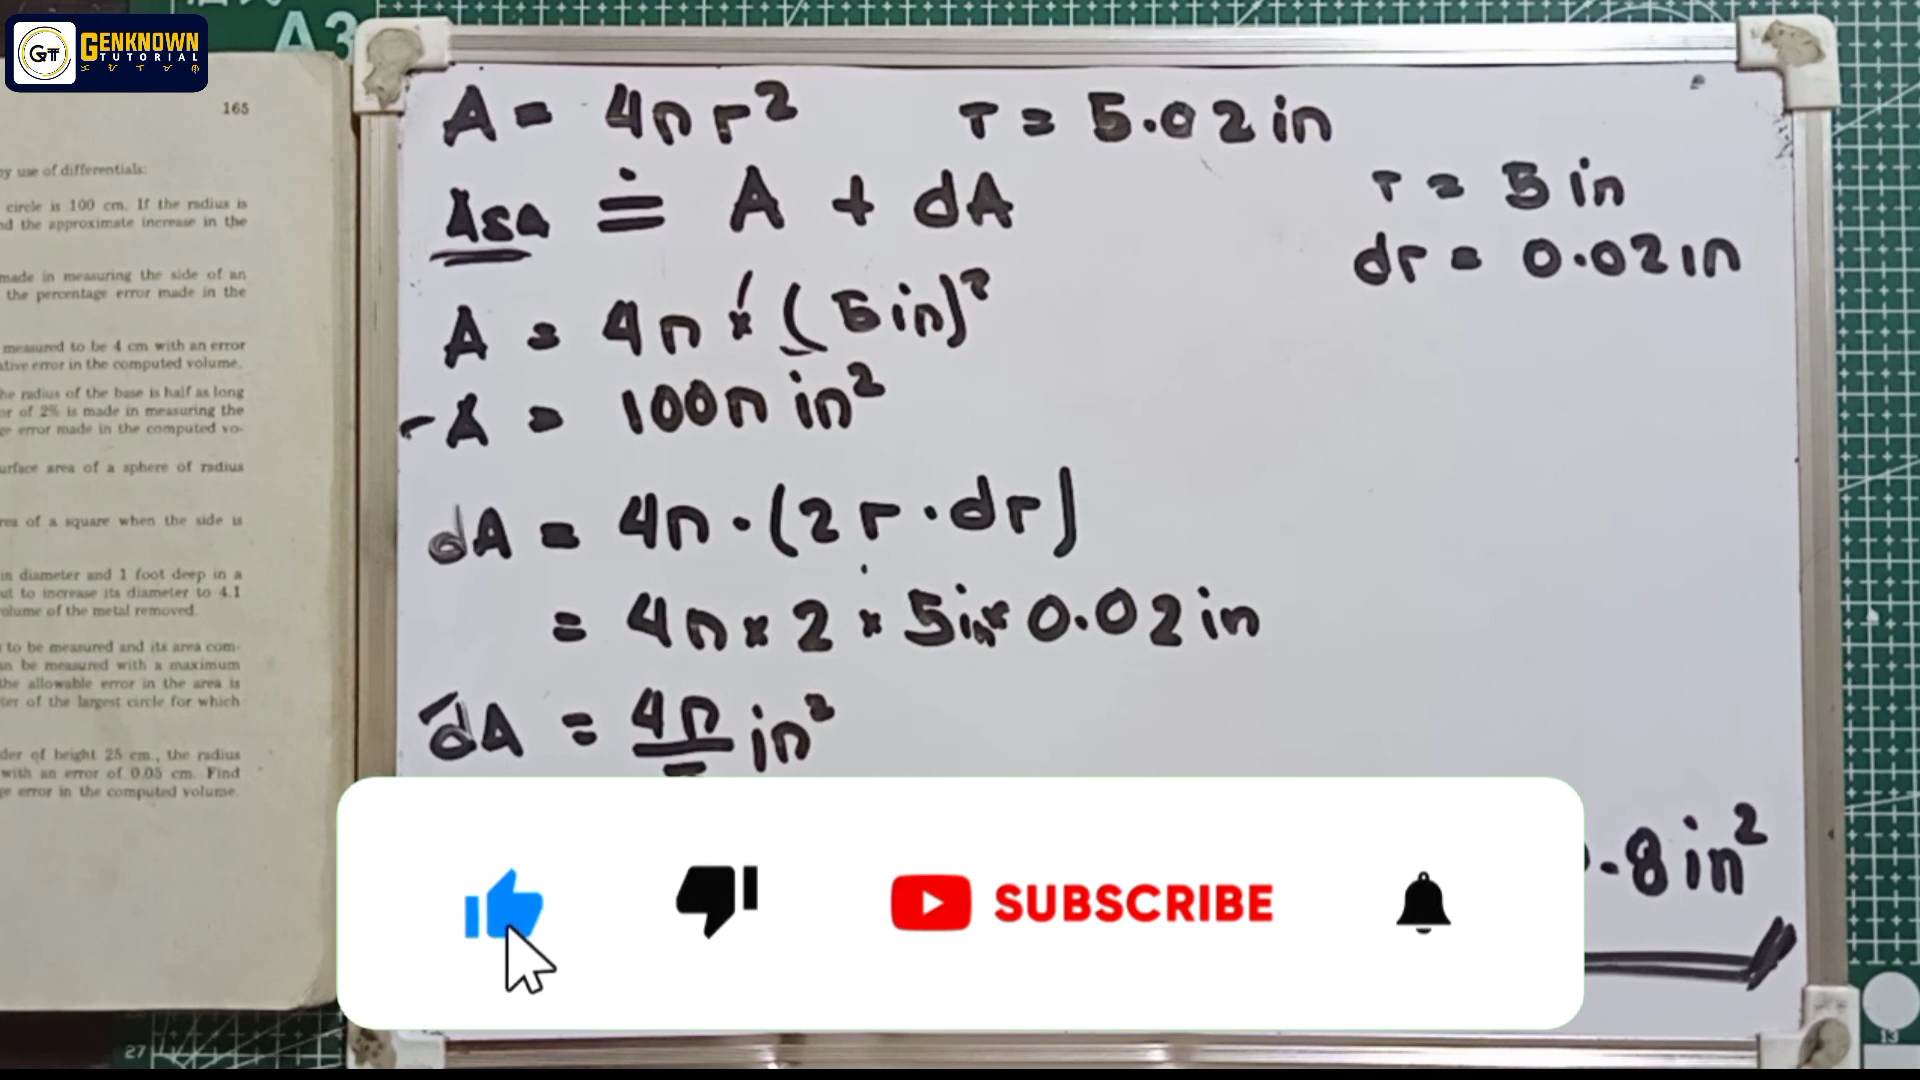 GENKNOWN
TUTORIAL
GT
A3
165
by use of differentials:
circle is 100 cm. If the radius is
nd the approximate increase in the
made in measuring the side of an
the percentage error made in the
measured to be 4 cm with an error
ative error in the computed volume.
he radius of the base is half as long
or of 2% is made in measuring the
ge error made in the computed vo-
urface area of a sphere of radius
rea of a square when the side is
in diameter and 1 foot deep in a
ut to increase its diameter to 4.1
volume of the metal removed.
to be measured and its area com-
an be measured with a maximum
the allowable error in the area is
ter of the largest circle for which
der of height 25 cm., the radius
with an error of 0.05 cm. Find
ge error in the computed volume.
A = 4π r² r = 5.02 in
r = 5 in
Asa ≐ A + dA
dr = 0.02 in
A = 4π × (5in)²
A = 100π in²
dA = 4π · (2r · dr)
= 4π × 2 × 5in × 0.02 in
dA = 4π/5 in²
.8 in²
SUBSCRIBE
27
13